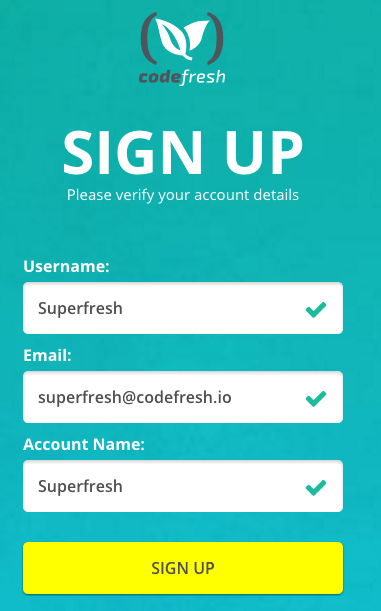 codefresh
SIGN UP
Please verify your account details
Username:
Superfresh
Email:
superfresh@codefresh.io
Account Name:
Superfresh
SIGN UP